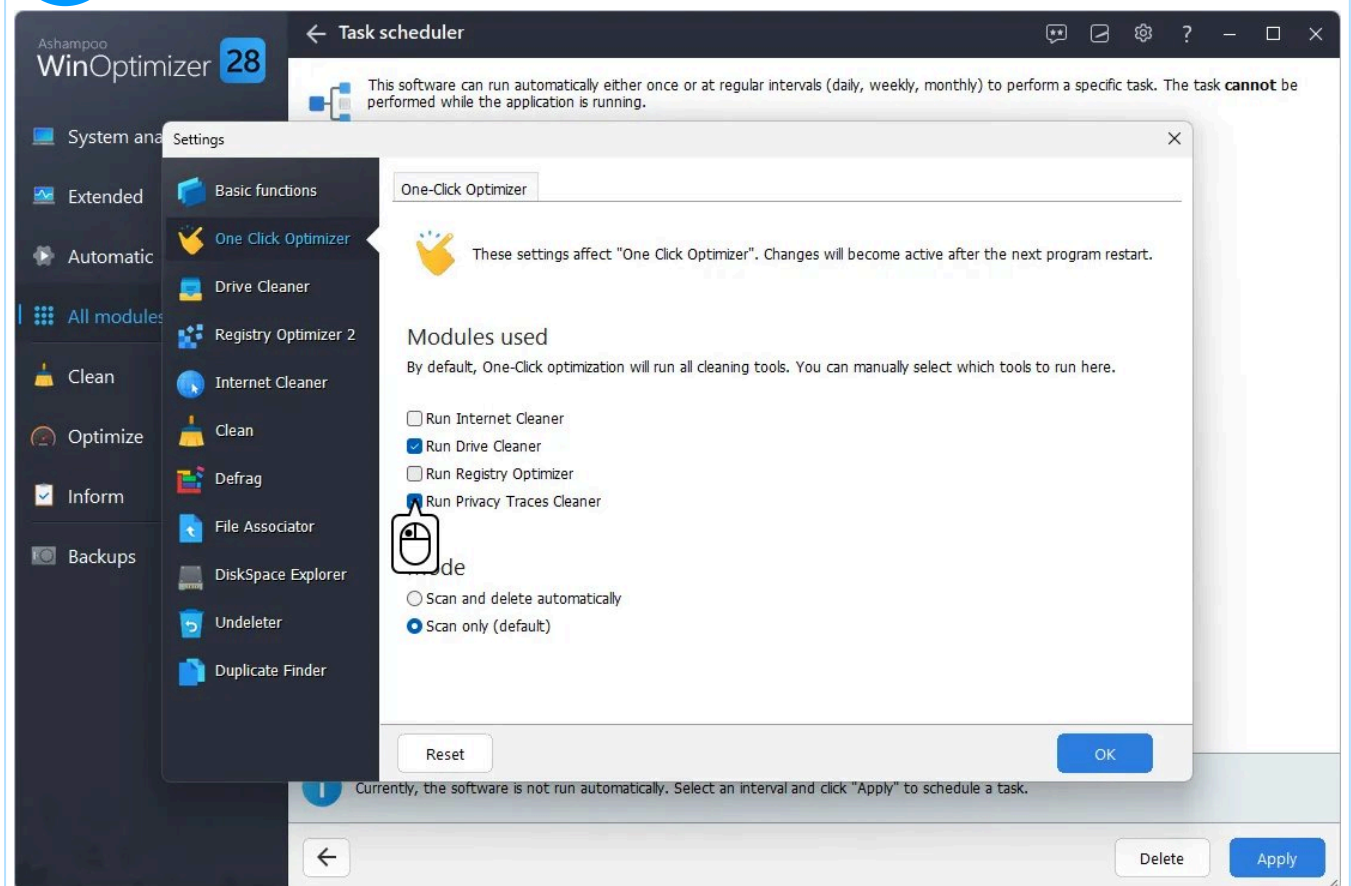 Ashampoo
WinOptimizer 28
Task scheduler
?
This software can run automatically either once or at regular intervals (daily, weekly, monthly) to perform a specific task. The task cannot be
performed while the application is running.
System ana
Extended
Automatic
All modules
Clean
Optimize
Inform
Backups
Settings
Basic functions
One Click Optimizer
Drive Cleaner
Registry Optimizer 2
Internet Cleaner
Clean
Defrag
File Associator
DiskSpace Explorer
Undeleter
Duplicate Finder
One-Click Optimizer
These settings affect "One Click Optimizer". Changes will become active after the next program restart.
Modules used
By default, One-Click optimization will run all cleaning tools. You can manually select which tools to run here.
Run Internet Cleaner
Run Drive Cleaner
Run Registry Optimizer
Run Privacy Traces Cleaner
Mode
Scan and delete automatically
Scan only (default)
Reset
OK
Currently, the software is not run automatically. Select an interval and click "Apply" to schedule a task.
Delete
Apply